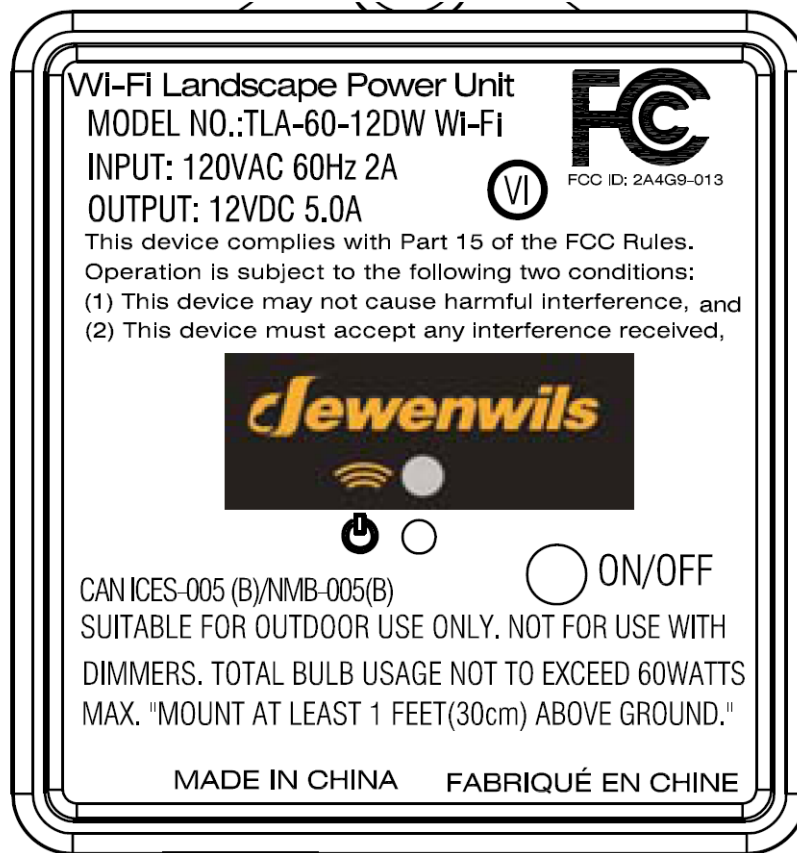 Wi-Fi Landscape Power Unit
MODEL NO.:TLA-60-12DW Wi-Fi
INPUT: 120VAC 60Hz 2A
OUTPUT: 12VDC 5.0A
VI
FC
FCC ID: 2A4G9-013
This device complies with Part 15 of the FCC Rules.
Operation is subject to the following two conditions:
(1) This device may not cause harmful interference, and
(2) This device must accept any interference received,
dewenwils
ON/OFF
CAN ICES-005 (B)/NMB-005(B)
SUITABLE FOR OUTDOOR USE ONLY. NOT FOR USE WITH
DIMMERS. TOTAL BULB USAGE NOT TO EXCEED 60WATTS
MAX. "MOUNT AT LEAST 1 FEET(30cm) ABOVE GROUND."
MADE IN CHINA FABRIQUÉ EN CHINE